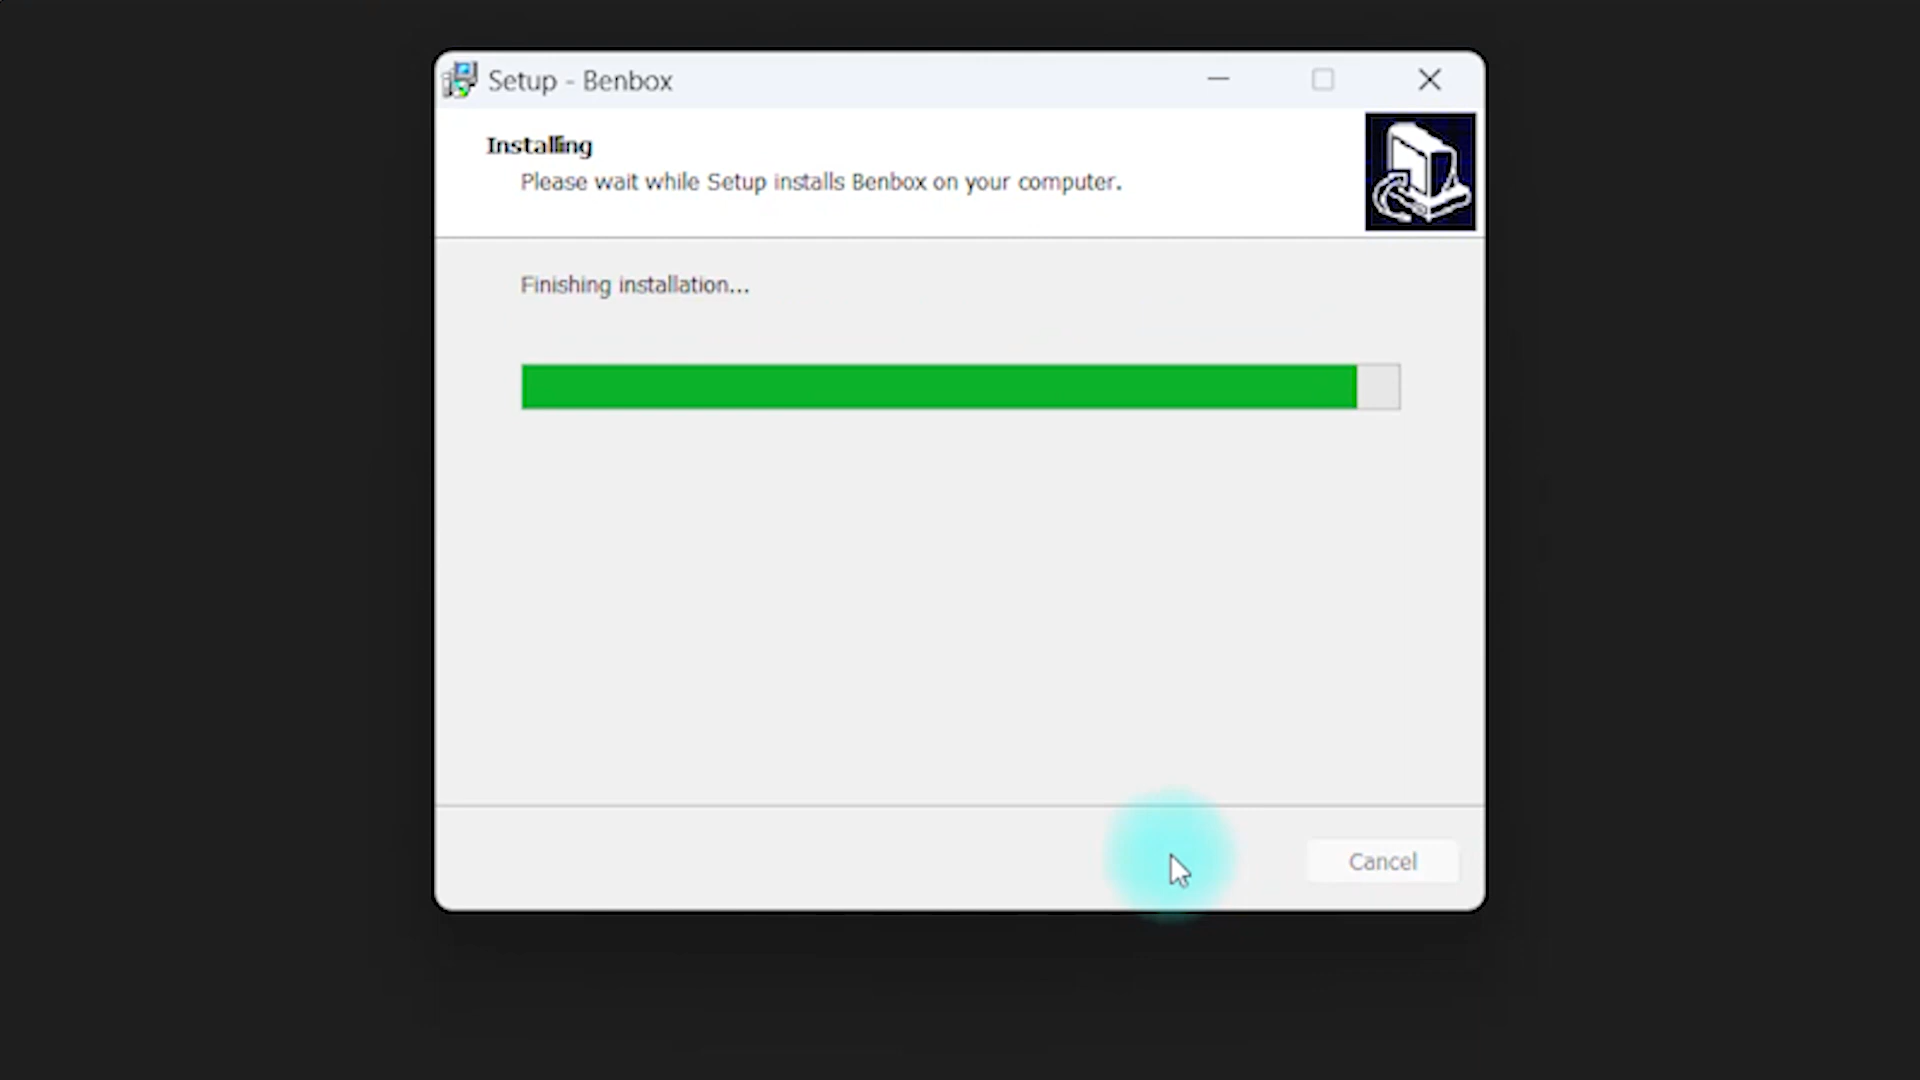 Setup - Benbox
Installing
Please wait while Setup installs Benbox on your computer.
Finishing installation...
Cancel